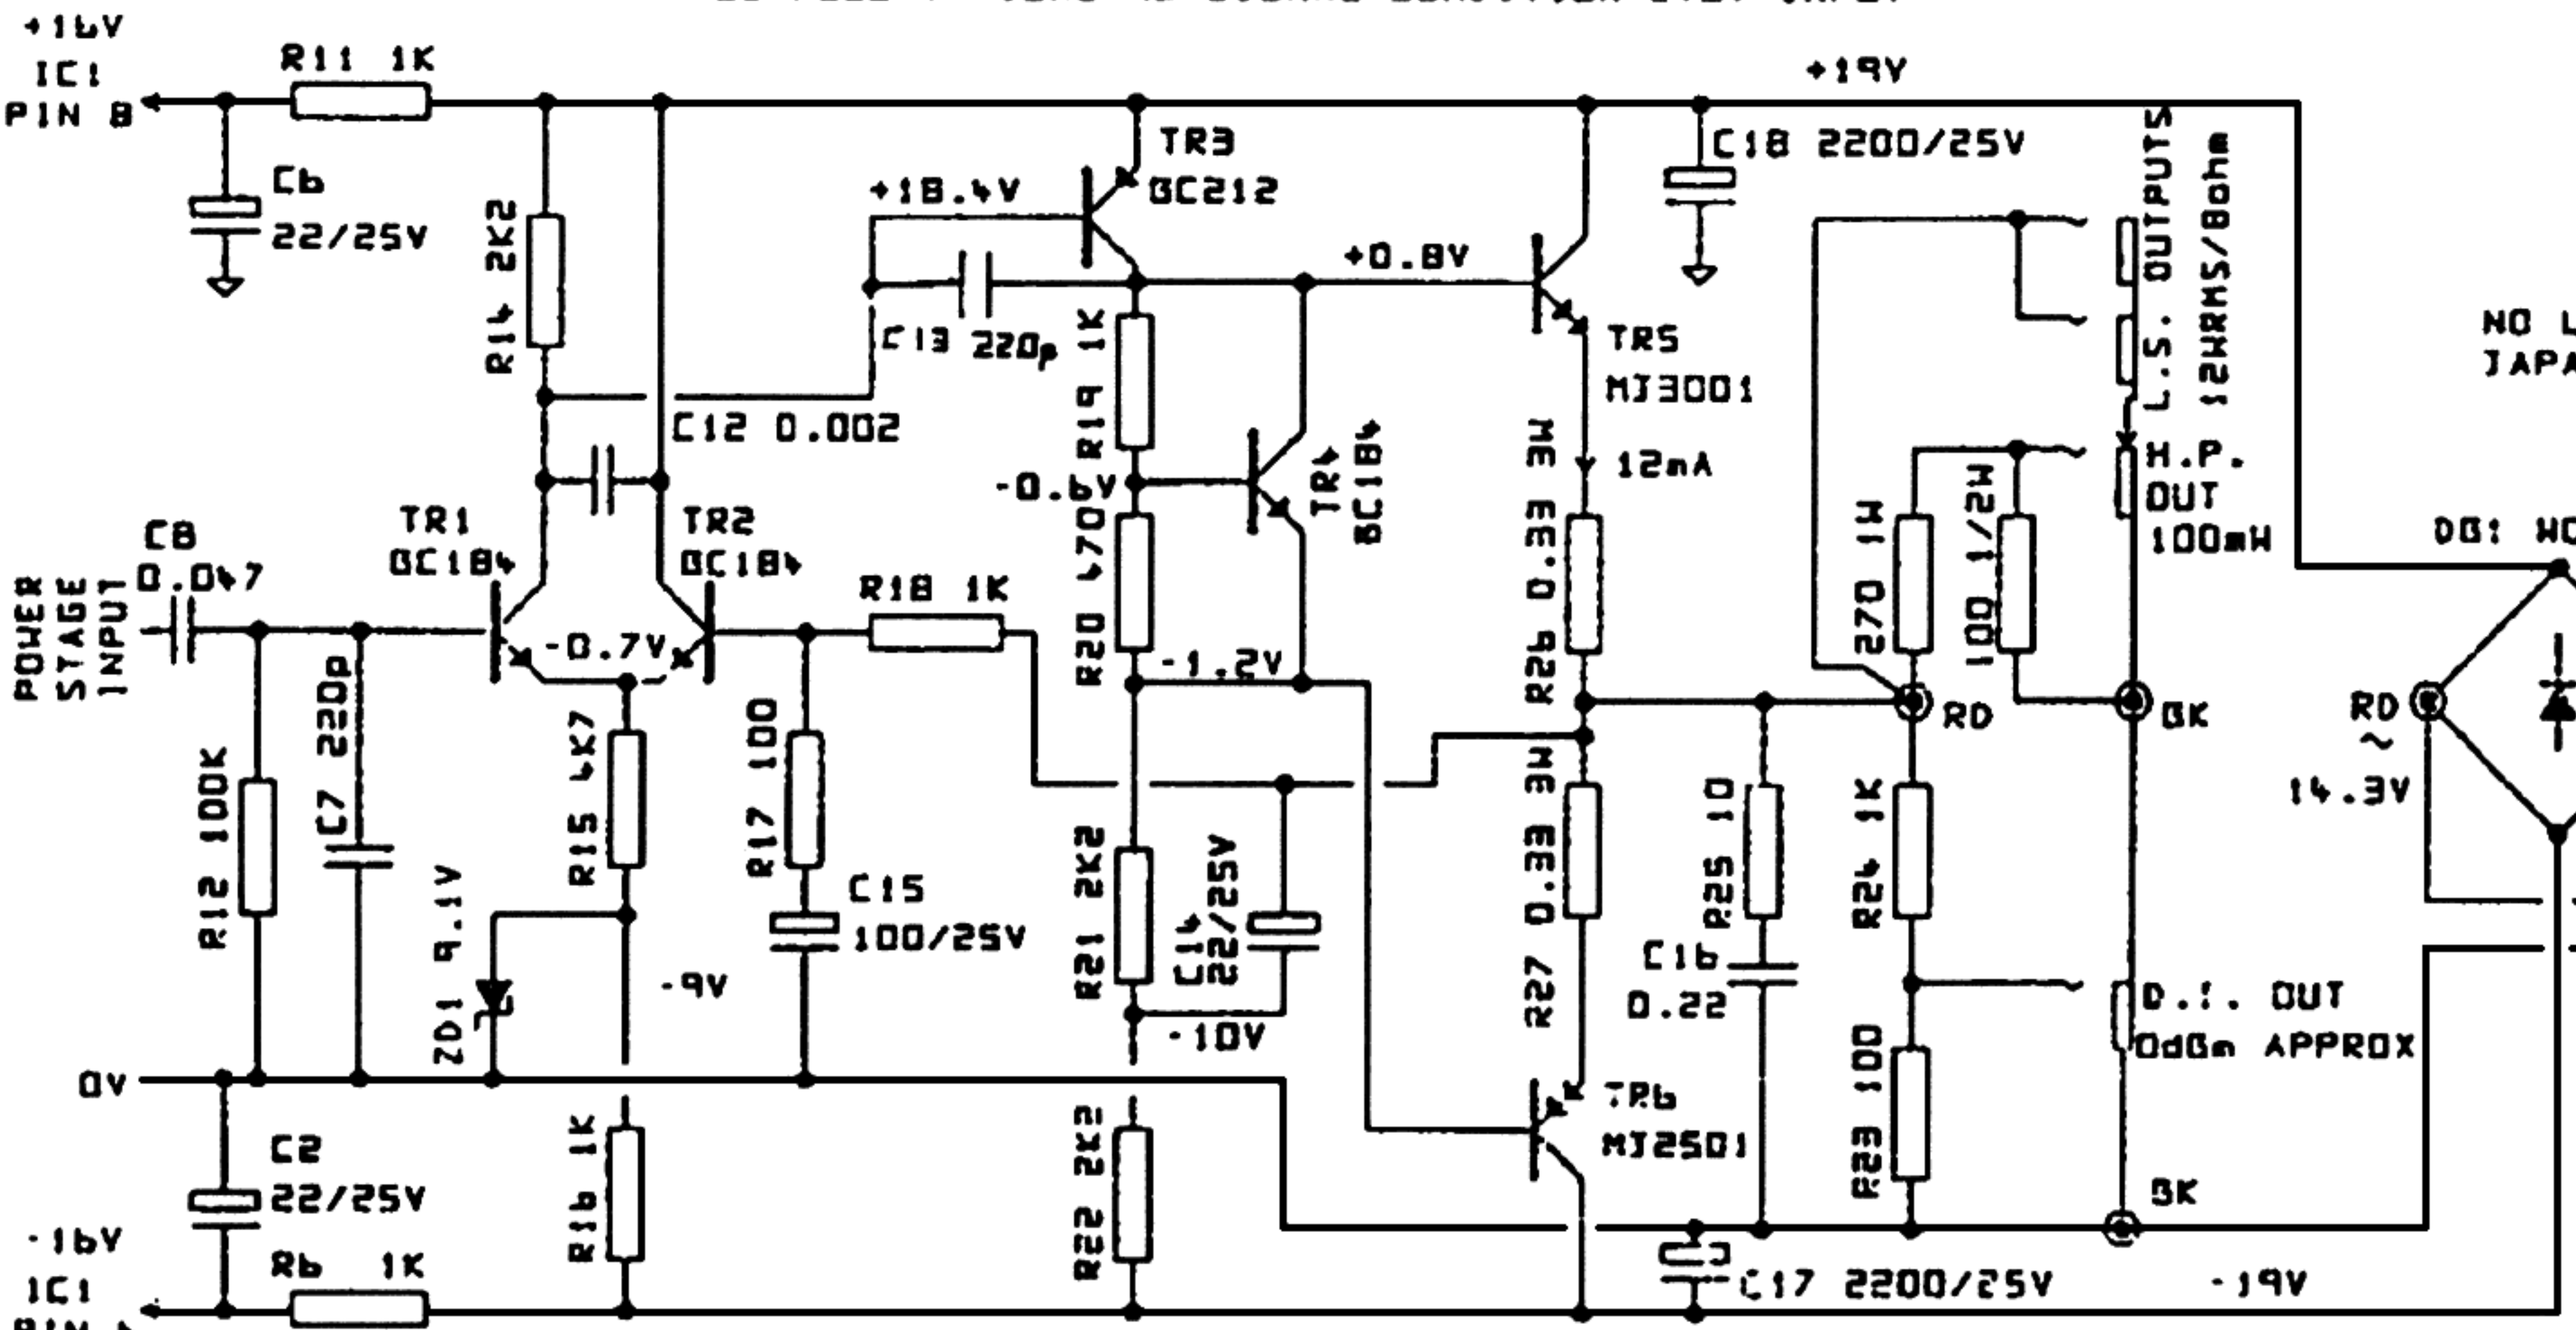 +16V
IC1
PIN 8
R11 1K
C6
22/25V
R14 2K2
+18.4V
TR3
BC212
C13 220p
+0.8V
+19V
C18 2200/25V
TR5
MJ3001
L.S. OUTPUTS
12WRMS/8ohm
NO
JAPA
C12 0.002
R19 1K
-0.6V
TR4
BC184
12mA
R26 0.33 3W
H.P.
OUT
100mW
270 1W
100 1/2W
DB1
C8
0.047
TR1
BC184
TR2
BC184
-0.7V
R18 1K
R20 470
-1.2V
POWER
STAGE
INPUT
R12 100K
C7 220p
R15 4K7
R17 100
RD
BK
RD
~
14.3V
ZD1 9.1V
-9V
C15
100/25V
R21 2K2
C14
22/25V
-10V
R27 0.33 3W
R25 10
C16
0.22
R24 1K
D.I. OUT
0dBm APPROX
0V
C2
22/25V
R16 1K
R22 2K2
TR6
MJ2501
R23 100
BK
-16V
IC1
R6 1K
C17 2200/25V
-19V